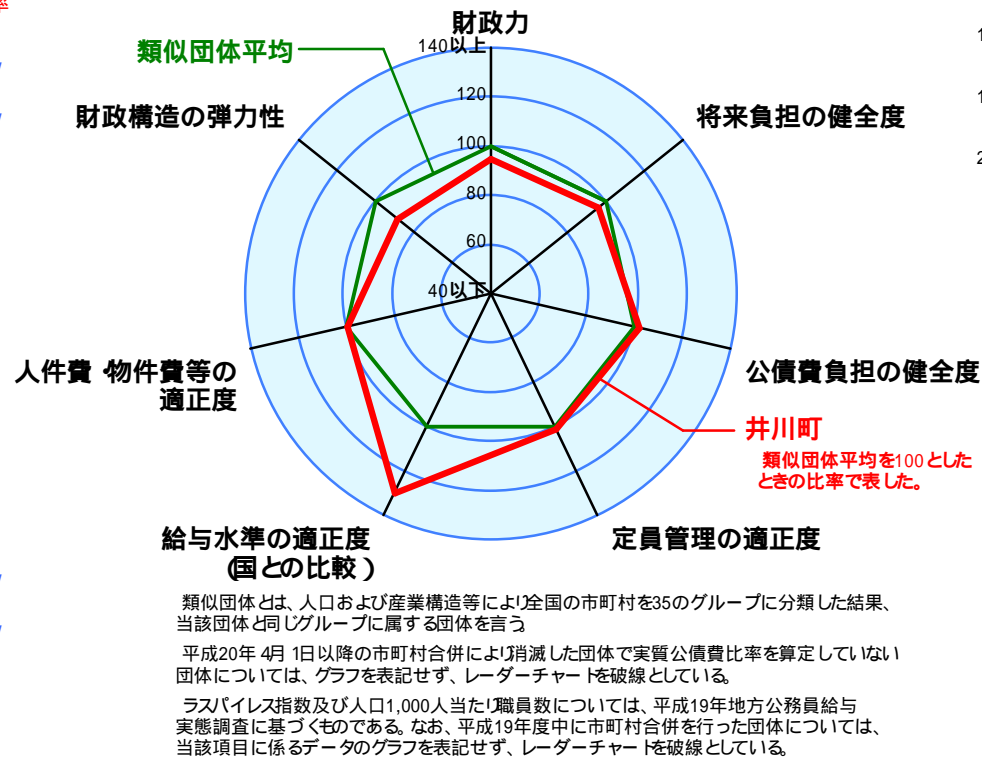 率
財政力
140以上
類似団体平均
120
財政構造の弾力性
将来負担の健全度
100
80
60
40以下
人件費・物件費等の
適正度
公債費負担の健全度
井川町
類似団体平均を100とした
ときの比率で表した。
給与水準の適正度
(国との比較)
定員管理の適正度
類似団体とは、人口および産業構造等により全国の市町村を35のグループに分類した結果、
当該団体と同じグループに属する団体を言う。
平成20年4月1日以降の市町村合併により消滅した団体で実質公債費比率を算定していない
団体については、グラフを表記せず、レーダーチャートを破線としている。
ラスパイレス指数及び人口1,000人当たり職員数については、平成19年地方公務員給与
実態調査に基づくものである。なお、平成19年度中に市町村合併を行った団体については、
当該項目に係るデータのグラフを表記せず、レーダーチャートを破線としている。